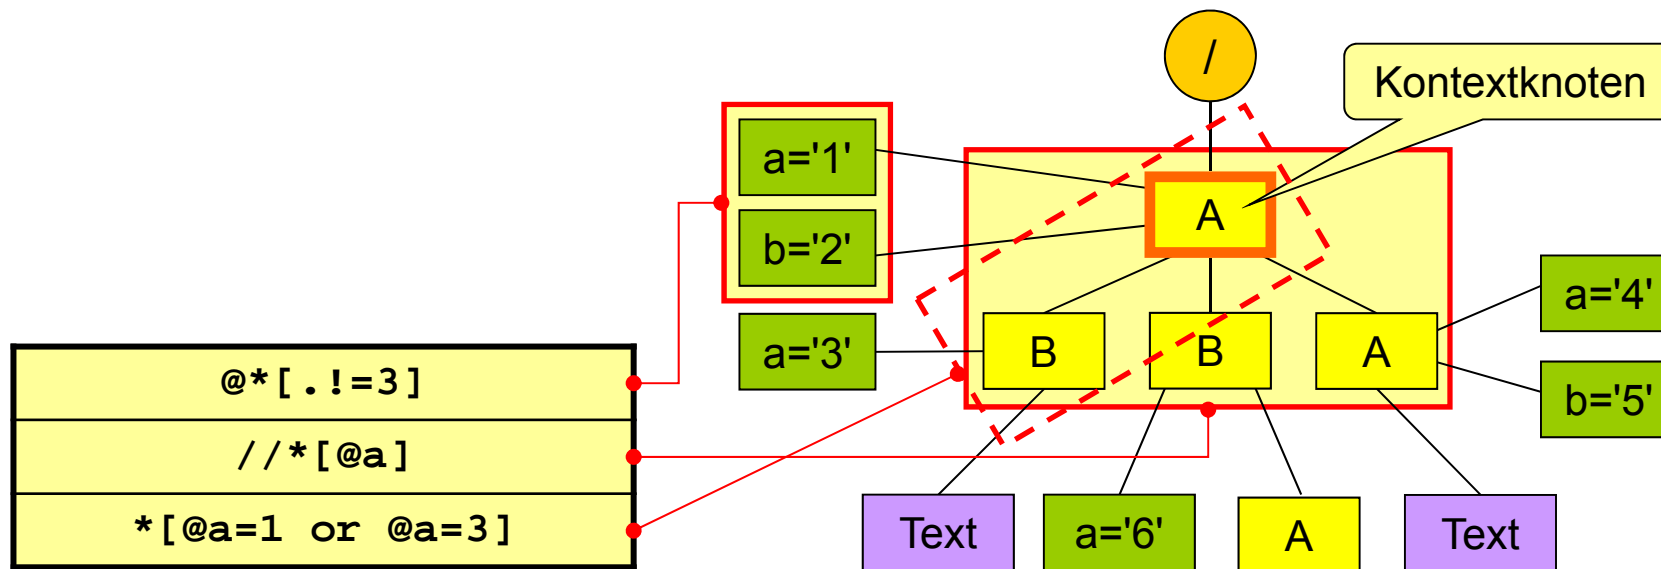 /
Kontextknoten
a='1'
A
b='2'
a='4'
a='3'
B
B
A
@*[.!=3]
b='5'
//*[@a]
*[@a=1 or @a=3]
Text
a='6'
A
Text